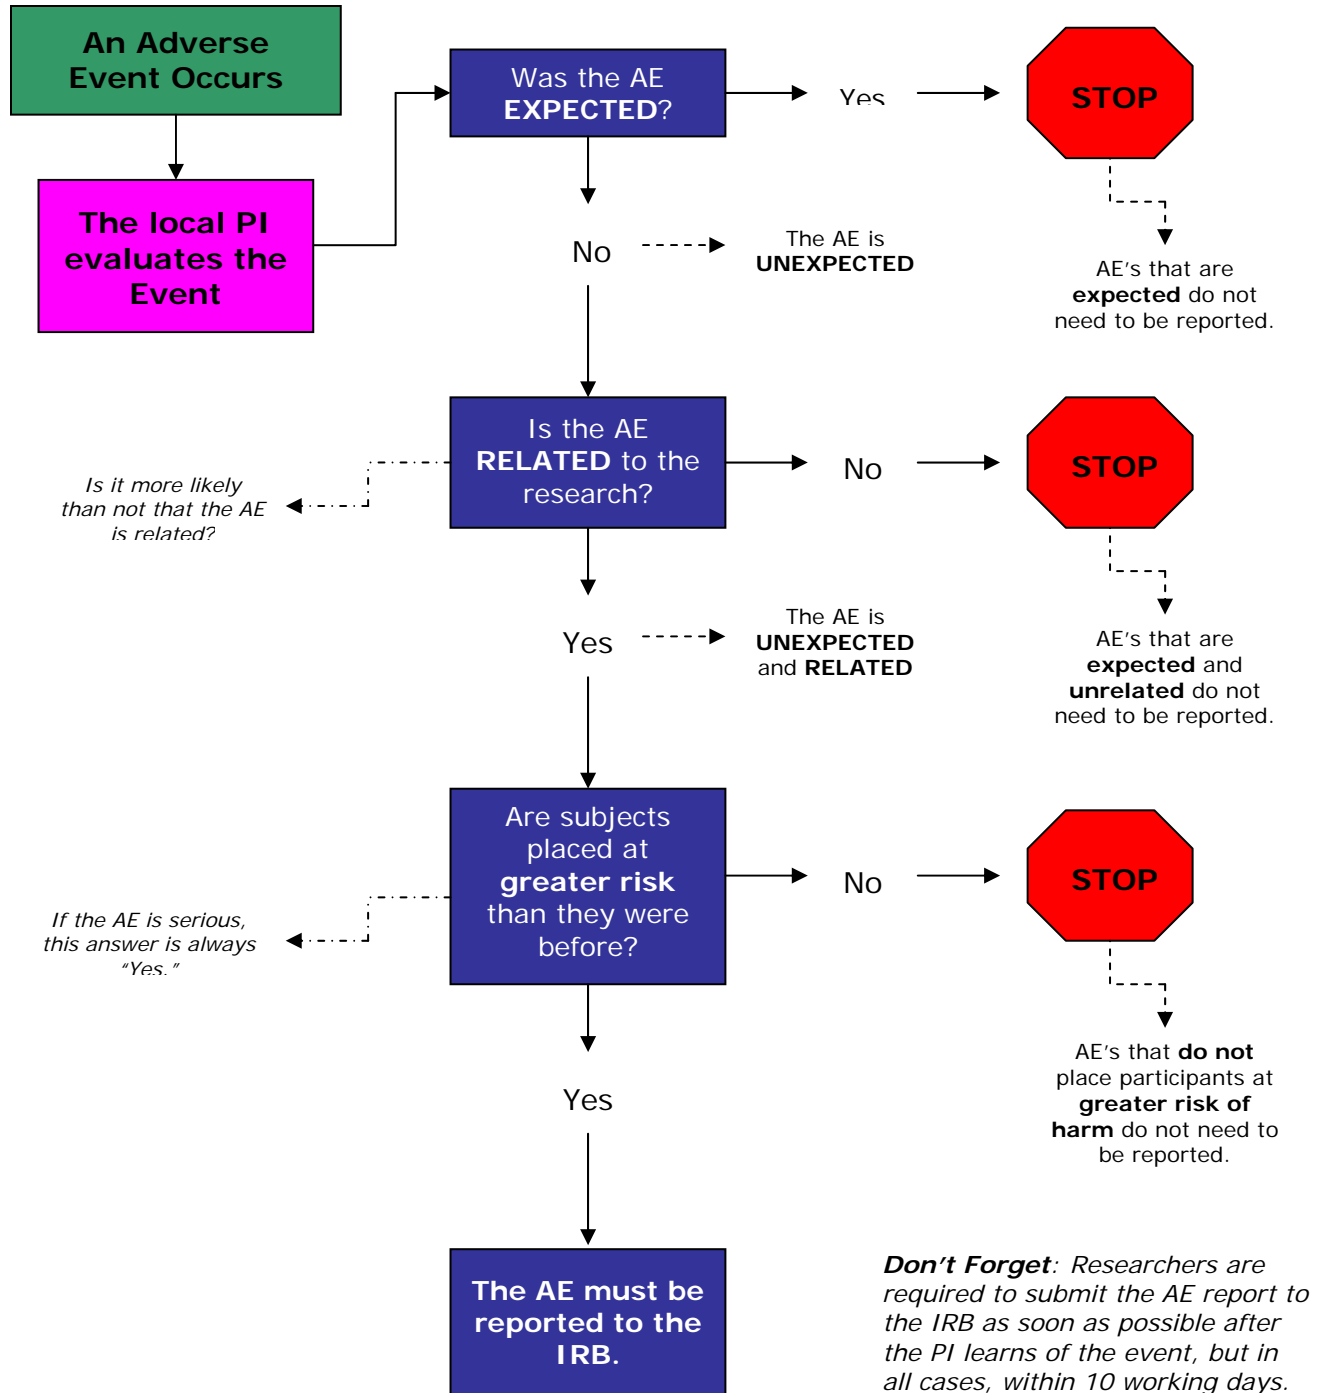 An Adverse
Event Occurs
The local PI
evaluates the
Event
Was the AE
EXPECTED?
Yes
STOP
AE's that are
expected do not
need to be reported.
No
The AE is
UNEXPECTED
Is the AE
RELATED to the
research?
Is it more likely
than not that the AE
is related?
No
STOP
AE's that are
expected and
unrelated do not
need to be reported.
Yes
The AE is
UNEXPECTED
and RELATED
Are subjects
placed at
greater risk
than they were
before?
If the AE is serious,
this answer is always
“Yes.”
No
STOP
AE's that do not
place participants at
greater risk of
harm do not need to
be reported.
Yes
The AE must be
reported to the
IRB.
Don't Forget: Researchers are
required to submit the AE report to
the IRB as soon as possible after
the PI learns of the event, but in
all cases, within 10 working days.